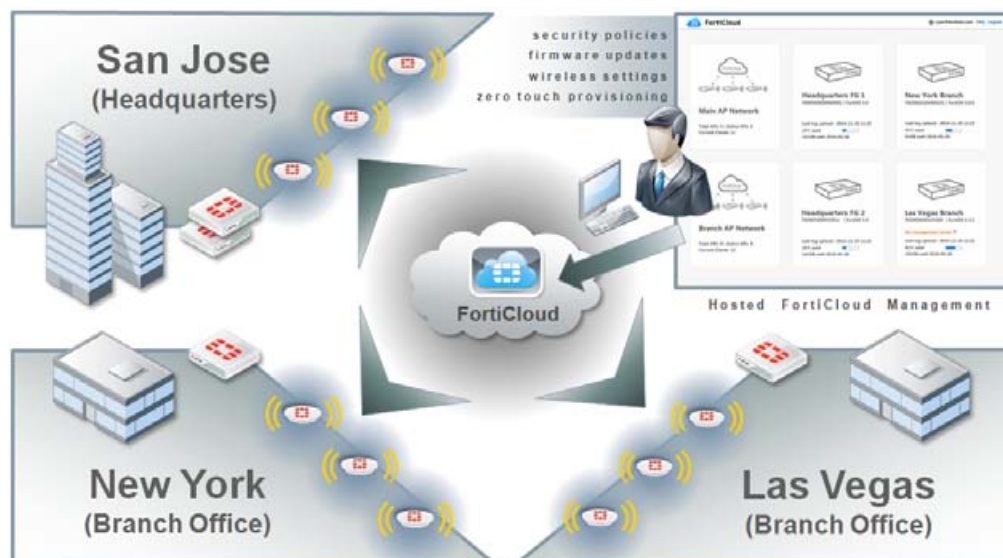 San Jose
(Headquarters)
security policies
firmware updates
wireless settings
zero touch provisioning
FortiCloud
Main AP Network
Headquarters FG 1
New York Branch
Branch AP Network
Headquarters FG 2
Las Vegas Branch
Hosted FortiCloud Management
FortiCloud
New York
(Branch Office)
Las Vegas
(Branch Office)